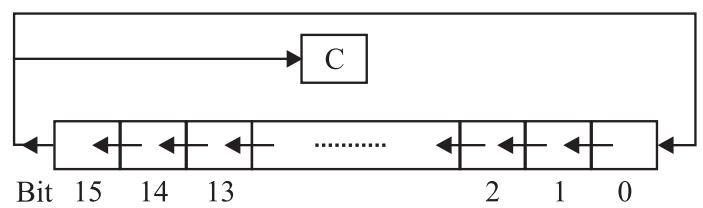 C
Bit 15 14 13 ........... 2 1 0